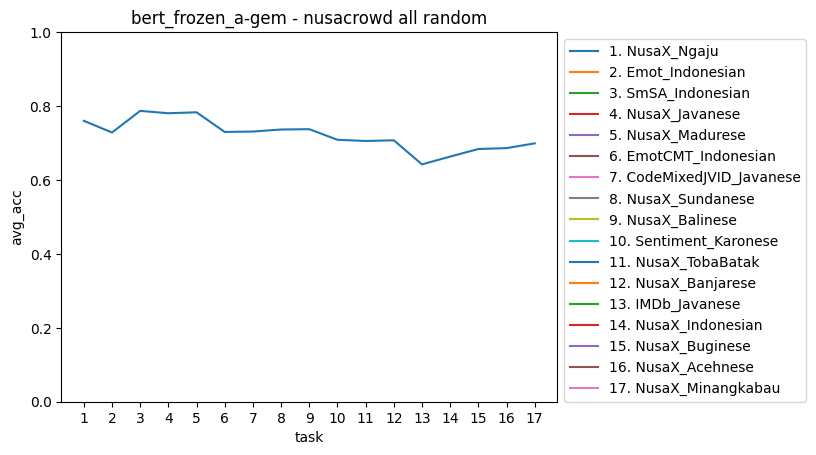 bert_frozen_a-gem - nusacrowd all random
1.0
0.8
0.6
0.4
0.2
0.0
avg_acc
1 2 3 4 5 6 7 8 9 10 11 12 13 14 15 16 17
task
1. NusaX_Ngaju
2. Emot_Indonesian
3. SmSA_Indonesian
4. NusaX_Javanese
5. NusaX_Madurese
6. EmotCMT_Indonesian
7. CodeMixedJVID_Javanese
8. NusaX_Sundanese
9. NusaX_Balinese
10. Sentiment_Karonese
11. NusaX_TobaBatak
12. NusaX_Banjarese
13. IMDb_Javanese
14. NusaX_Indonesian
15. NusaX_Buginese
16. NusaX_Acehnese
17. NusaX_Minangkabau